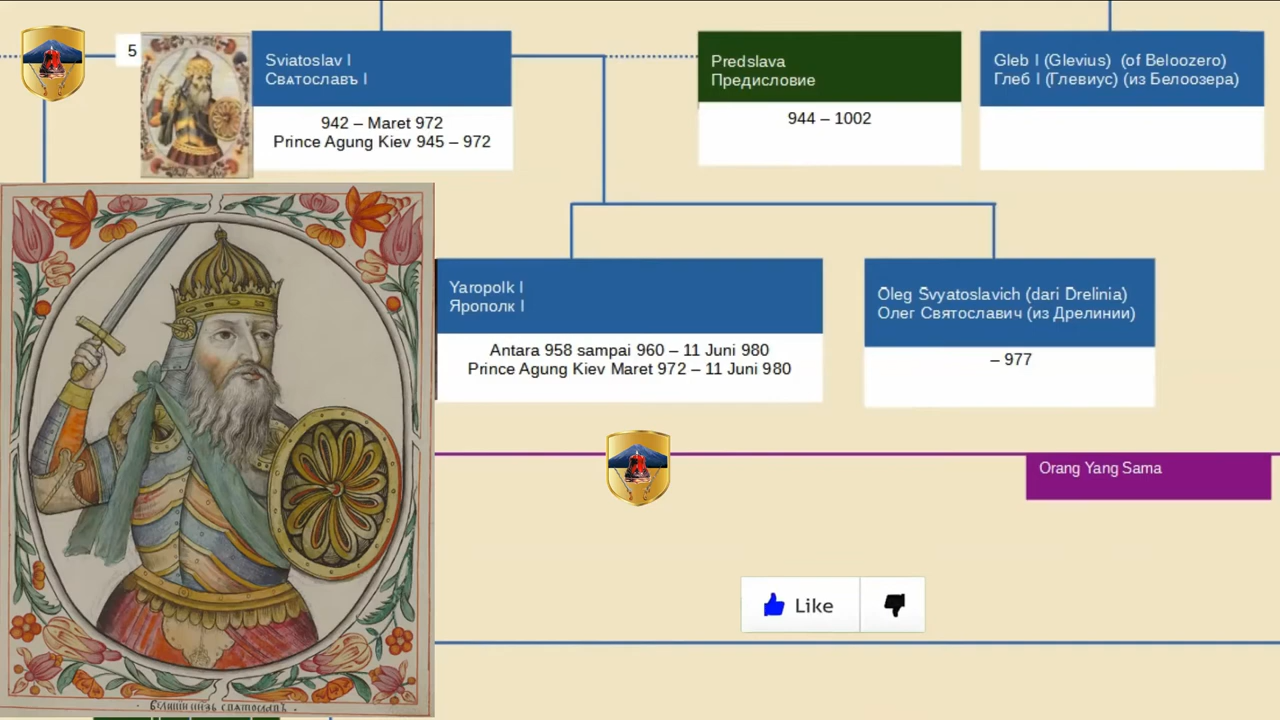 5
Sviatoslav I
Свѧтославъ I
942 – Maret 972
Prince Agung Kiev 945 – 972
Predslava
Предисловие
944 – 1002
Gleb I (Glevius)  (of Beloozero)
Глеб I (Глевиус) (из Белоозера)
Yaropolk I
Ярополк I
Antara 958 sampai 960 – 11 Juni 980
Prince Agung Kiev Maret 972 – 11 Juni 980
Oleg Svyatoslavich (dari Drelinia)
Олег Святославич (из Дрелинии)
– 977
Orang Yang Sama
Like